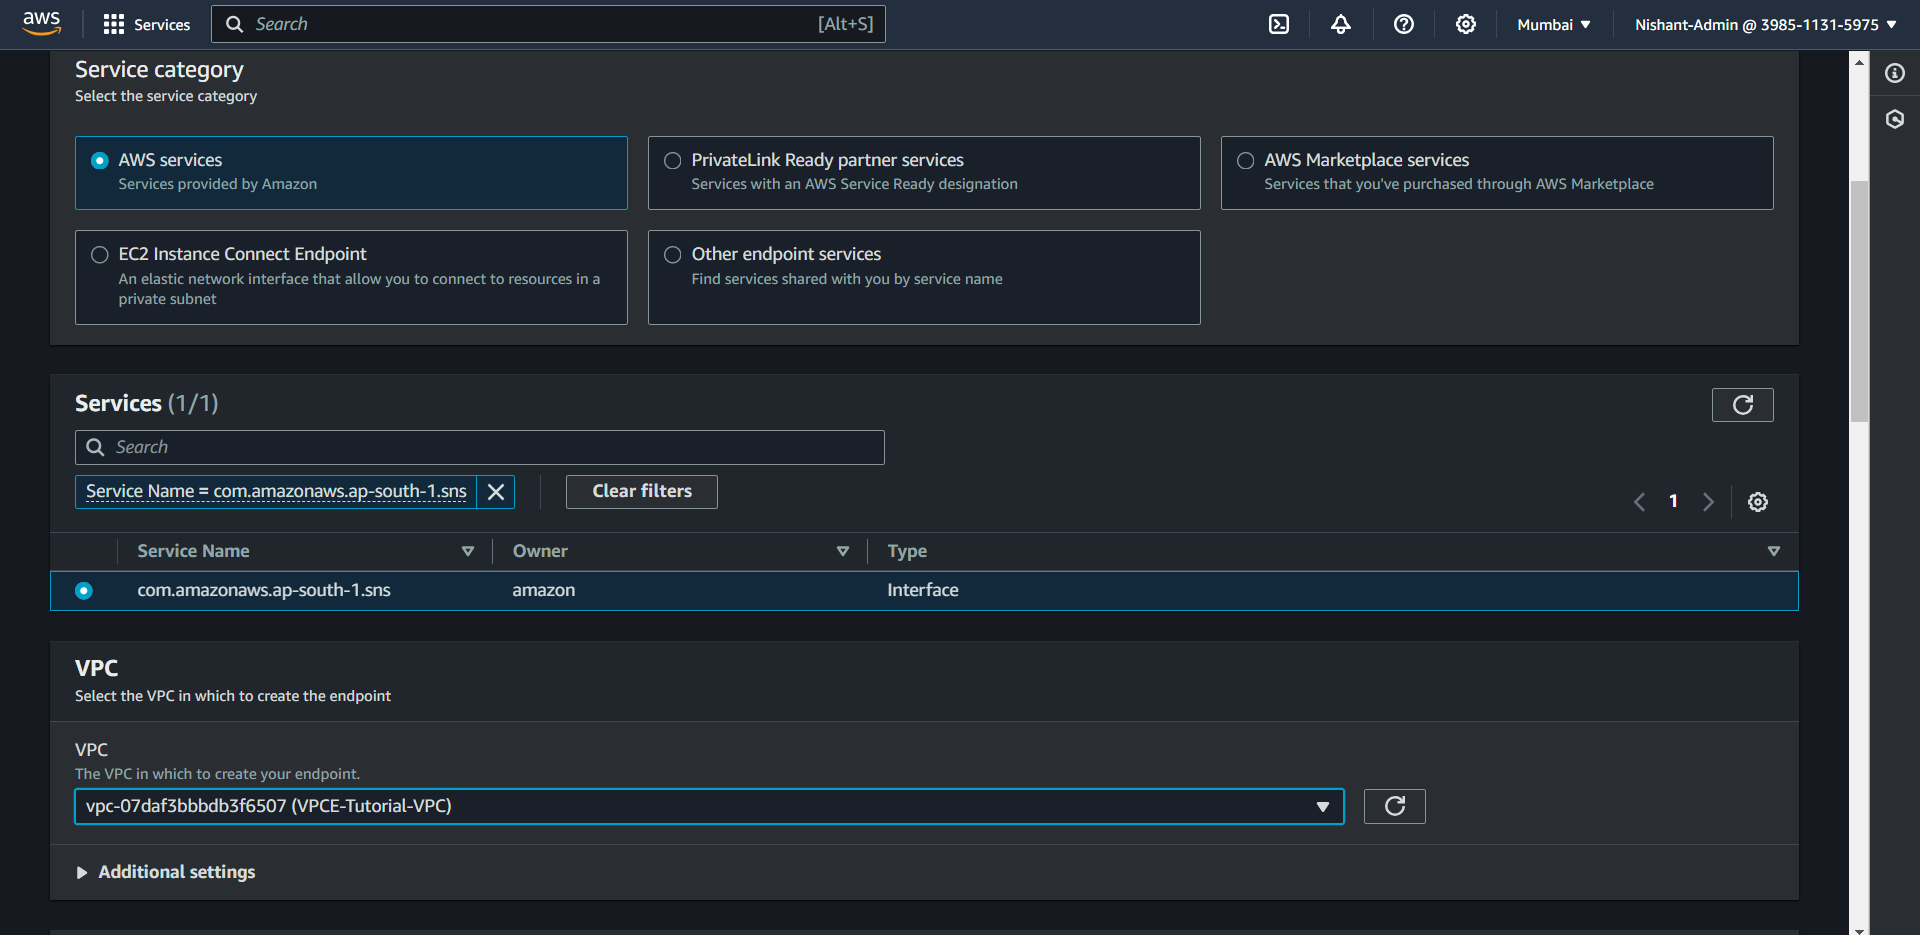 aws Services Search [Alt+S] Mumbai Nishant-Admin @ 3985-1131-5975
Service category
Select the service category
AWS services
Services provided by Amazon
PrivateLink Ready partner services
Services with an AWS Service Ready designation
AWS Marketplace services
Services that you've purchased through AWS Marketplace
EC2 Instance Connect Endpoint
An elastic network interface that allow you to connect to resources in a
private subnet
Other endpoint services
Find services shared with you by service name
Services (1/1)
Search
Service Name = com.amazonaws.ap-south-1.sns
Clear filters
1
Service Name Owner Type
com.amazonaws.ap-south-1.sns amazon Interface
VPC
Select the VPC in which to create the endpoint
VPC
The VPC in which to create your endpoint.
vpc-07daf3bbbdb3f6507 (VPCE-Tutorial-VPC)
Additional settings